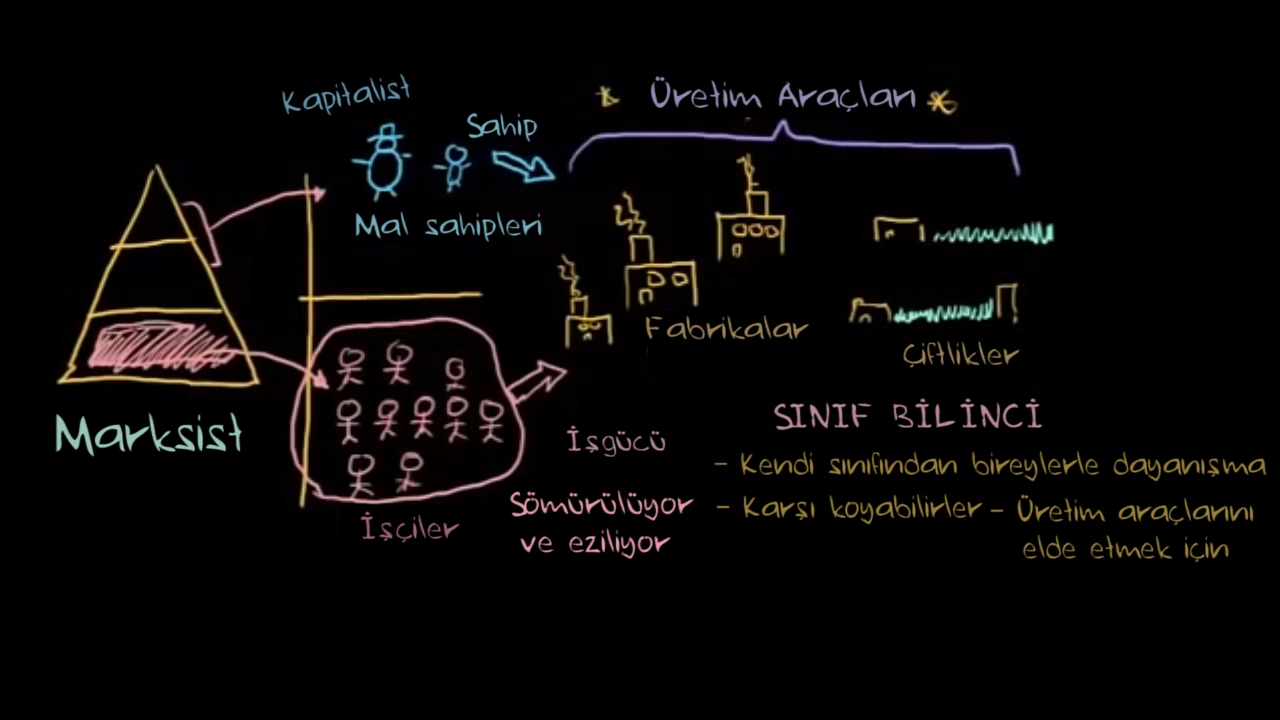 Kapitalist
Sahip
Üretim Araçları
Mal sahipleri
Fabrikalar
Çiftlikler
Marksist
İşçiler
İşgücü
Sömürülüyor
ve eziliyor
SINIF BİLİNCİ
- Kendi sınıfından bireylerle dayanışma
- Karşı koyabilirler - Üretim araçlarını
elde etmek için